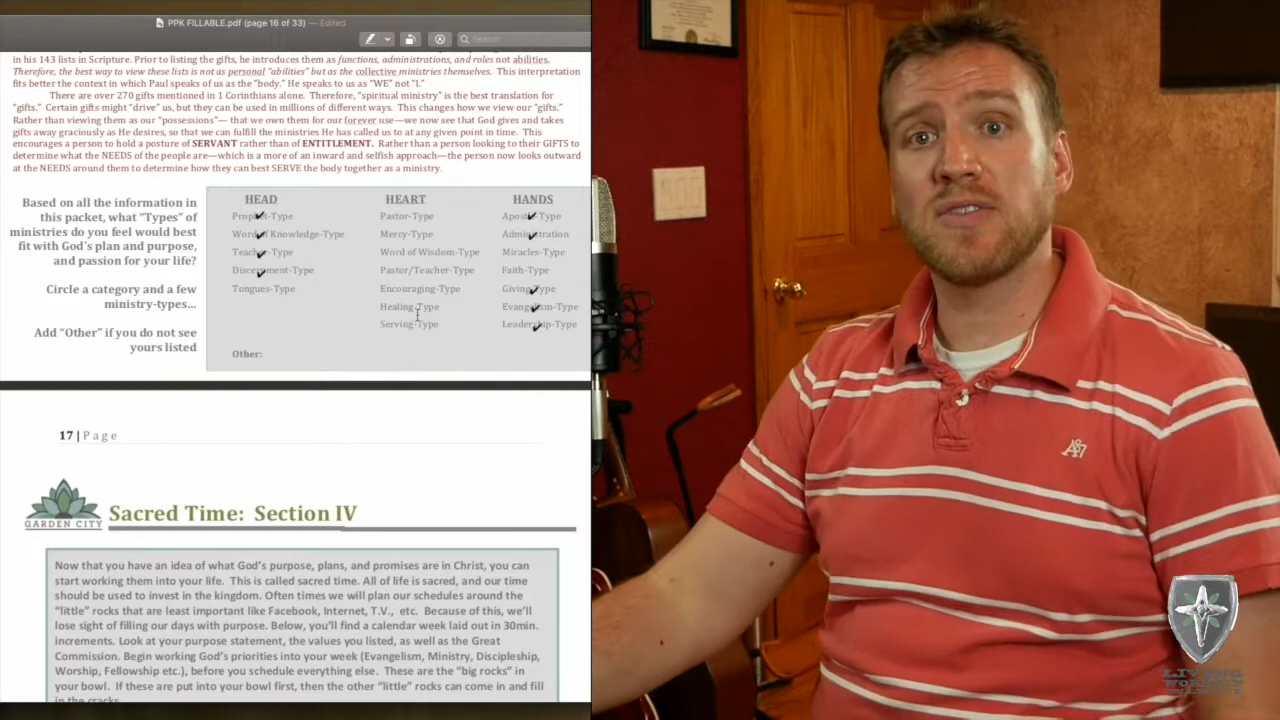 PPK FILLABLE.pdf (page 16 of 33) — Edited
Search
in his 143 lists in Scripture. Prior to listing the gifts, he introduces them as functions, administrations, and roles not abilities.
Therefore, the best way to view these lists is not as personal “abilities” but as the collective ministries themselves. This interpretation
fits better the context in which Paul speaks of us as the “body.” He speaks to us as “WE” not “I.”
There are over 270 gifts mentioned in 1 Corinthians alone. Therefore, “spiritual ministry” is the best translation for
“gifts.” Certain gifts might “drive” us, but they can be used in millions of different ways. This changes how we view our “gifts.”
Rather than viewing them as our “possessions”— that we own them for our forever use—we now see that God gives and takes
gifts away graciously as He desires, so that we can fulfill the ministries He has called us to at any given point in time. This
encourages a person to hold a posture of SERVANT rather than of ENTITLEMENT. Rather than a person looking to their GIFTS to
determine what the NEEDS of the people are—which is a more of an inward and selfish approach—the person now looks outward
at the NEEDS around them to determine how they can best SERVE the body together as a ministry.
Based on all the information in
this packet, what “Types” of
ministries do you feel would best
fit with God’s plan and purpose,
and passion for your life?
Circle a category and a few
ministry-types...
Add “Other” if you do not see
yours listed
HEAD
Prophet-Type
Word of Knowledge-Type
Teacher-Type
Discernment-Type
Tongues-Type
Other:
HEART
Pastor-Type
Mercy-Type
Word of Wisdom-Type
Pastor/Teacher-Type
Encouraging-Type
Healing-Type
Serving-Type
HANDS
Apostle-Type
Administration
Miracles-Type
Faith-Type
Giving-Type
Evangelism-Type
Leadership-Type
17 | Page
GARDEN CITY
Sacred Time: Section IV
Now that you have an idea of what God’s purpose, plans, and promises are in Christ, you can
start working them into your life. This is called sacred time. All of life is sacred, and our time
should be used to invest in the kingdom. Often times we will plan our schedules around the
“little” rocks that are least important like Facebook, Internet, T.V., etc. Because of this, we’ll
lose sight of filling our days with purpose. Below, you’ll find a calendar week laid out in 30min.
increments. Look at your purpose statement, the values you listed, as well as the Great
Commission. Begin working God’s priorities into your week (Evangelism, Ministry, Discipleship,
Worship, Fellowship etc.), before you schedule everything else. These are the “big rocks” in
your bowl. If these are put into your bowl first, then the other “little” rocks can come in and fill
in the cracks.
A87
LIVING
WORSHIP